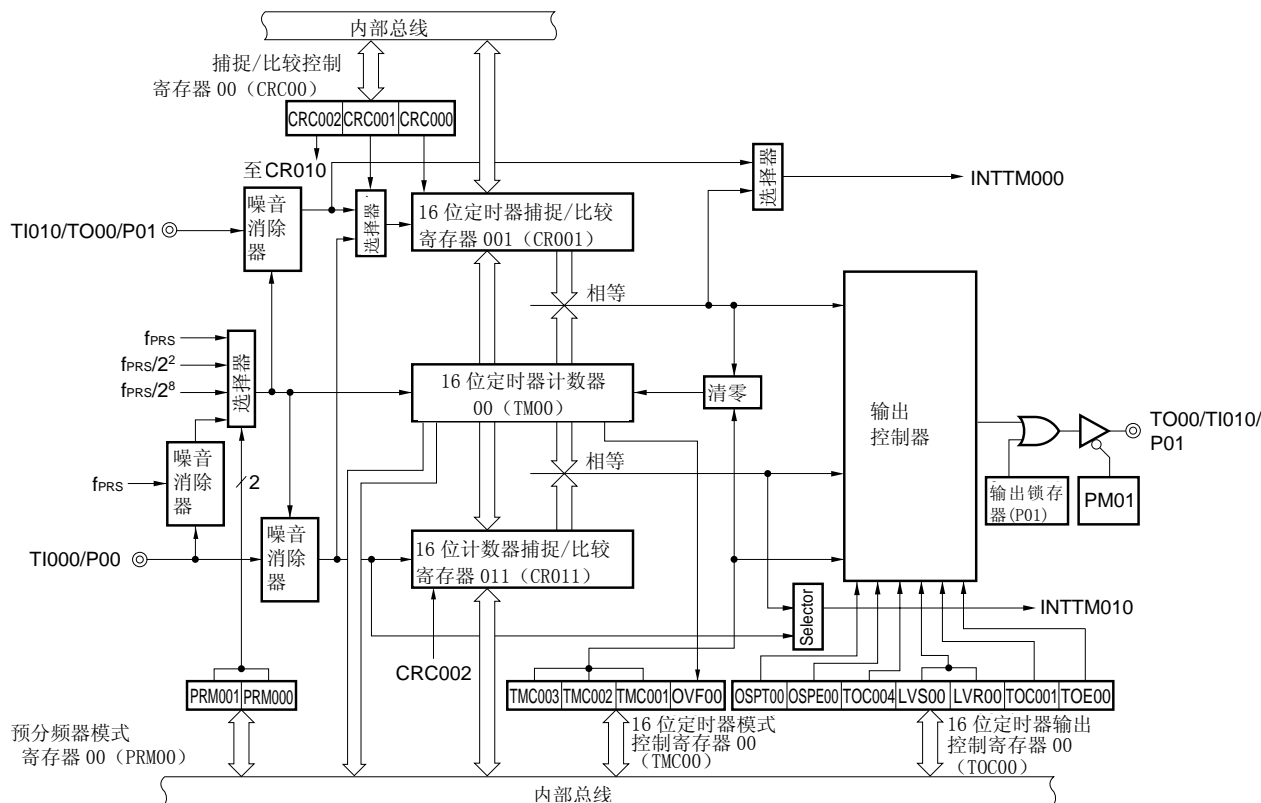 内部总线
捕捉/比较控制
寄存器 00（CRC00）
CRC002 CRC001 CRC000
至 CR010
选择器
INTTM000
噪音
消除
器
选择器
16 位定时器捕捉/比较
寄存器 001（CR001）
TI010/TO00/P01
相等
fPRS
fPRS/2²
fPRS/2⁸
选择器
16 位定时器计数器
00（TM00）
清零
输出
控制器
TO00/TI010/
P01
噪音
消除
器
fPRS
2
相等
输出锁存
器(P01)
PM01
噪音
消除
器
TI000/P00
16 位计数器捕捉/比较
寄存器 011（CR011）
Selector
INTTM010
CRC002
PRM001 PRM000
TMC003 TMC002 TMC001 OVF00
OSPT00 OSPE00 TOC004 LVS00 LVR00 TOC001 TOE00
预分频器模式
寄存器 00（PRM00）
16 位定时器模式
控制寄存器 00
（TMC00）
16 位定时器输出
控制寄存器 00
（TOC00）
内部总线